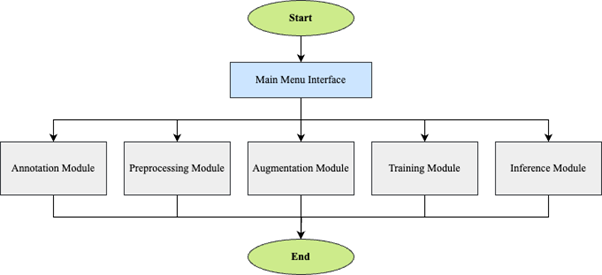 Start
Main Menu Interface
Annotation Module
Preprocessing Module
Augmentation Module
Training Module
Inference Module
End